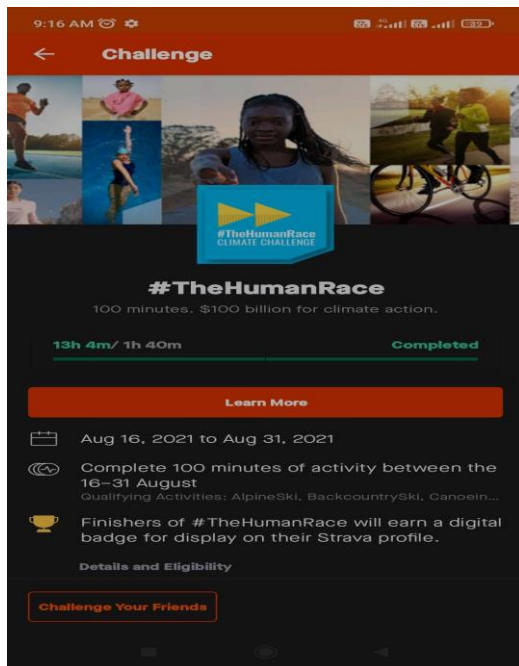 9:16 AM
Challenge
#TheHumanRace
CLIMATE CHALLENGE
#TheHumanRace
100 minutes. $100 billion for climate action.
13h 4m/ 1h 40m Completed
Learn More
Aug 16, 2021 to Aug 31, 2021
Complete 100 minutes of activity between the
16-31 August
Qualifying Activities: AlpineSki, BackcountrySki, Canoein...
Finishers of #TheHumanRace will earn a digital
badge for display on their Strava profile.
Details and Eligibility
Challenge Your Friends